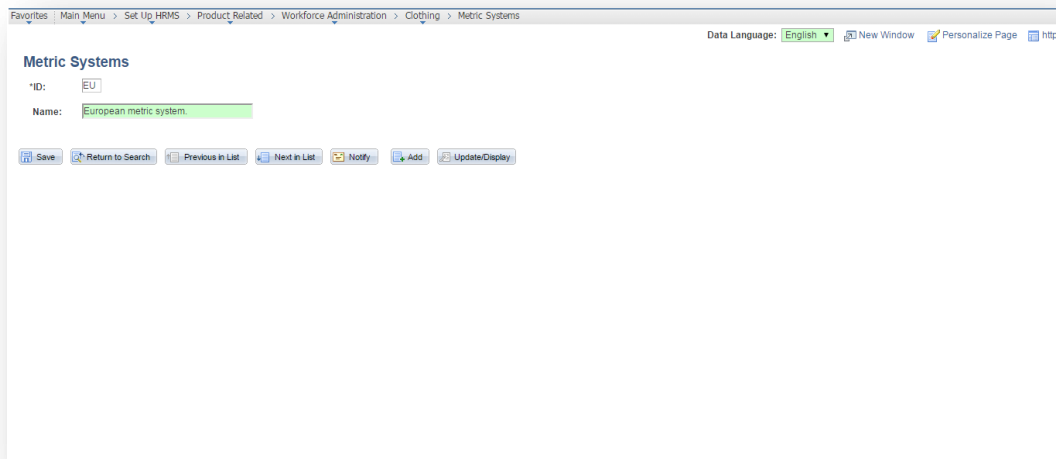 Favorites Main Menu > Set Up HRMS > Product Related > Workforce Administration > Clothing > Metric Systems
Data Language: English New Window Personalize Page http
Metric Systems
*ID: EU
Name: European metric system.
Save Return to Search Previous in List Next in List Notify Add Update/Display